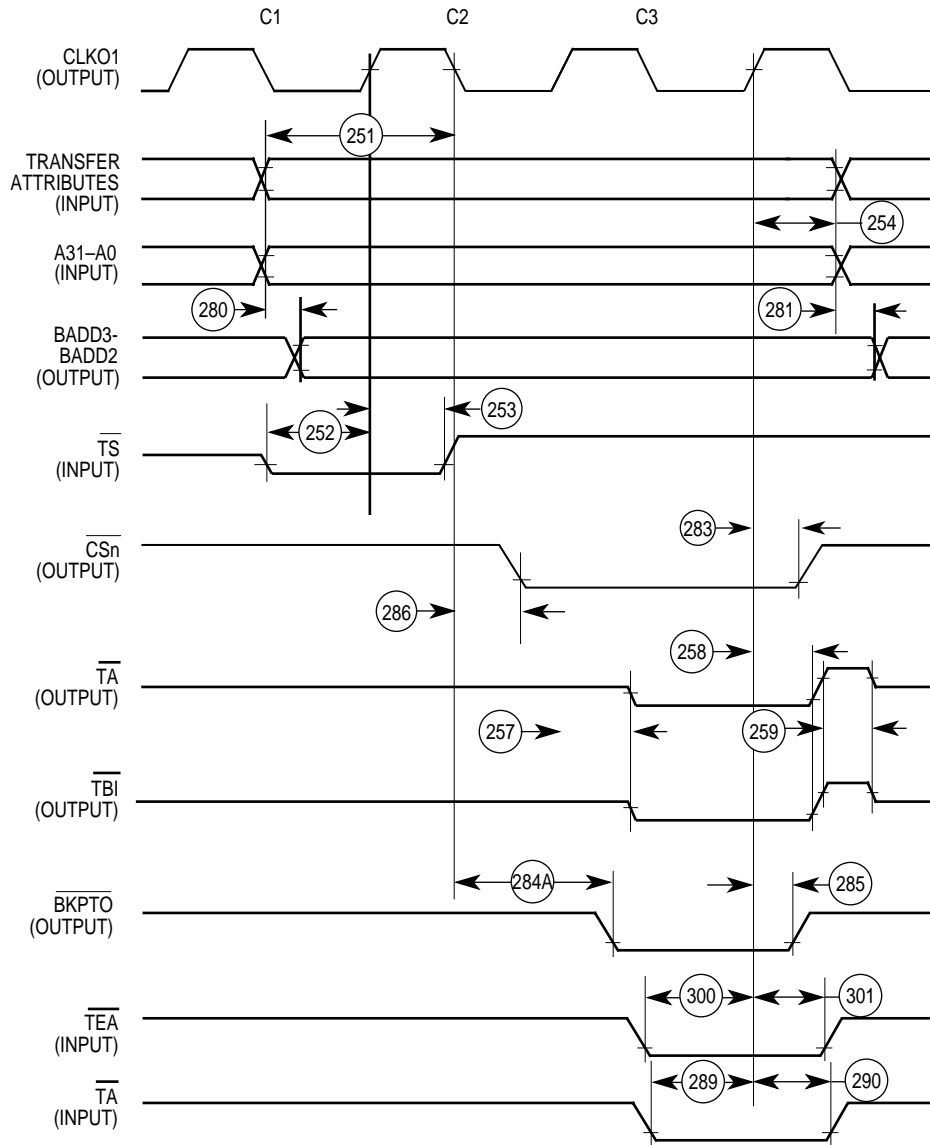 C1 C2 C3
CLKO1
(OUTPUT)
251
TRANSFER
ATTRIBUTES
(INPUT)
254
A31–A0
(INPUT)
280
281
BADD3-
BADD2
(OUTPUT)
253
252
TS
(INPUT)
283
CSn
(OUTPUT)
286
258
TA
(OUTPUT)
257
259
TBI
(OUTPUT)
284A
285
BKPTO
(OUTPUT)
300
301
TEA
(INPUT)
289
290
TA
(INPUT)